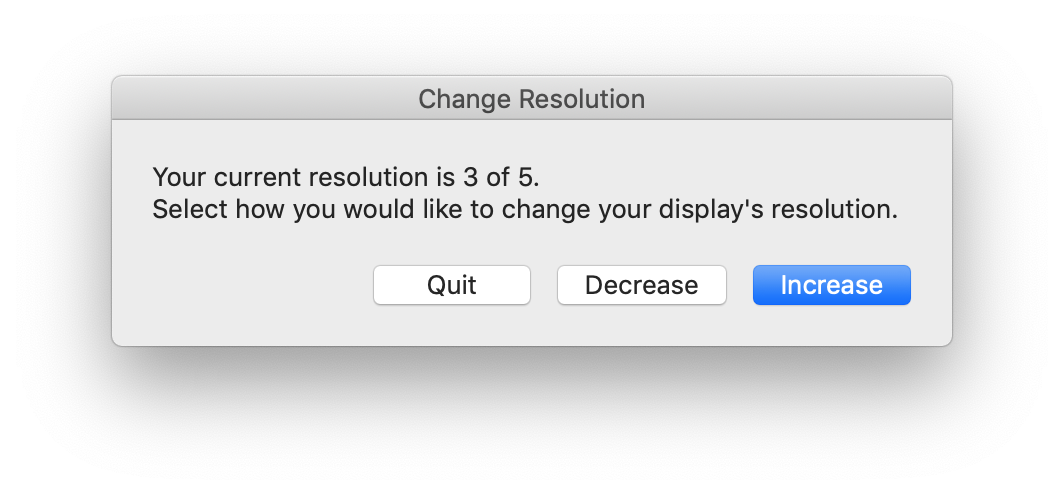 Change Resolution
Your current resolution is 3 of 5.
Select how you would like to change your display's resolution.
Quit
Decrease
Increase